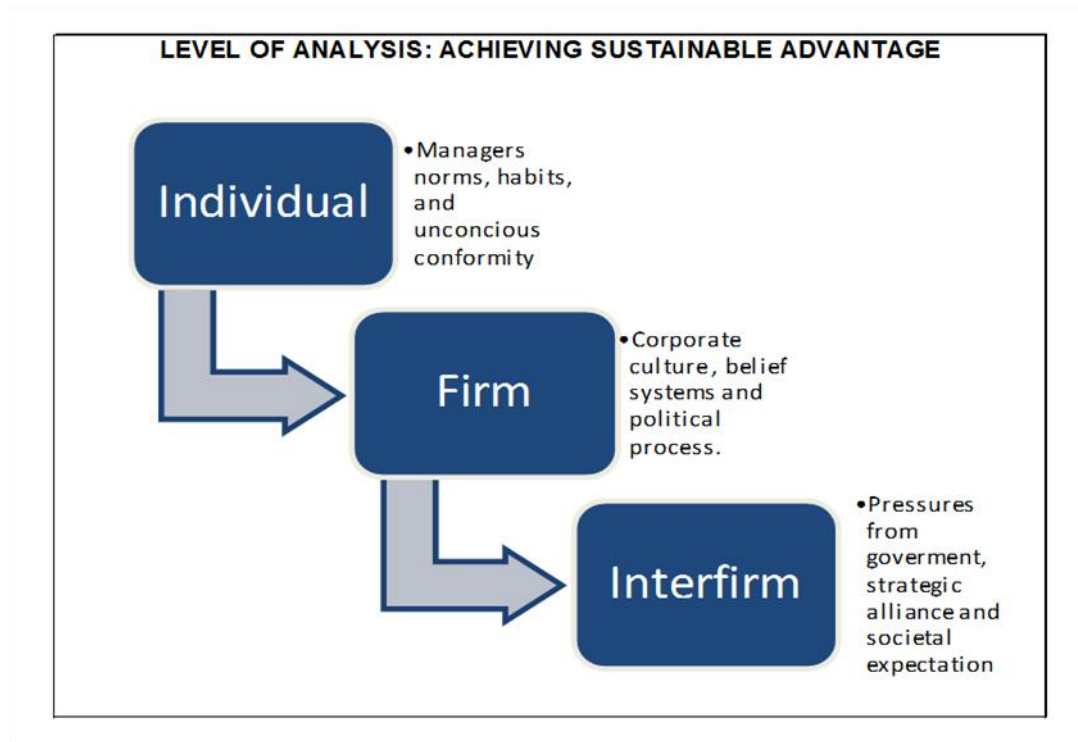 LEVEL OF ANALYSIS: ACHIEVING SUSTAINABLE ADVANTAGE
Individual
•Managers
norms, habits,
and
unconcious
conformity
Firm
•Corporate
culture, belief
systems and
political
process.
Interfirm
•Pressures
from
goverment,
strategic
alliance and
societal
expectation